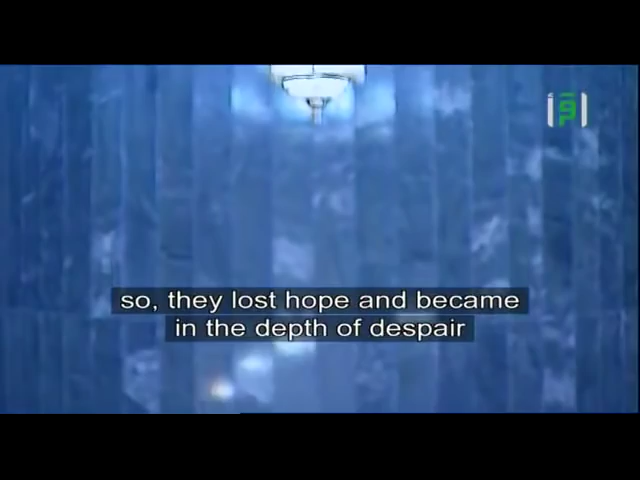 so, they lost hope and became
in the depth of despair